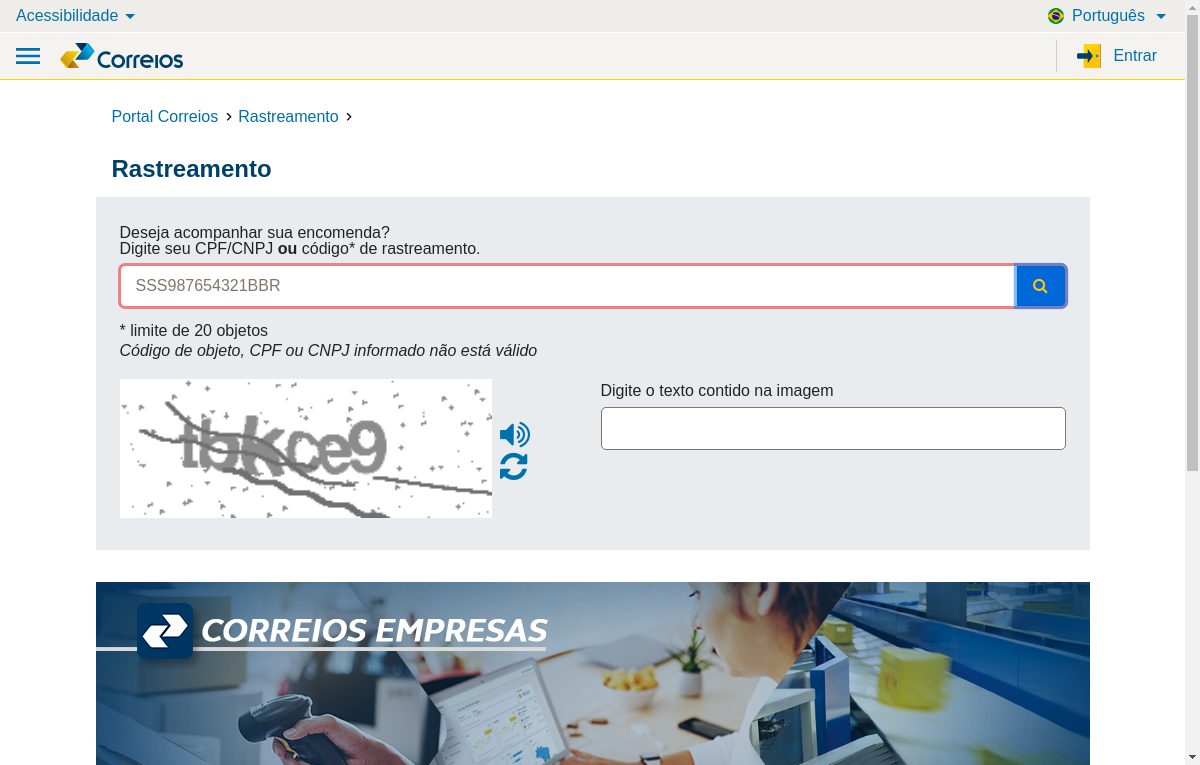 Acessibilidade
Português
Correios
Entrar
Portal Correios
Rastreamento
Rastreamento
Deseja acompanhar sua encomenda?
Digite seu CPF/CNPJ ou código* de rastreamento.
SSS987654321BBR
* limite de 20 objetos
Código de objeto, CPF ou CNPJ informado não está válido
Digite o texto contido na imagem
tbkce9
CORREIOS EMPRESAS